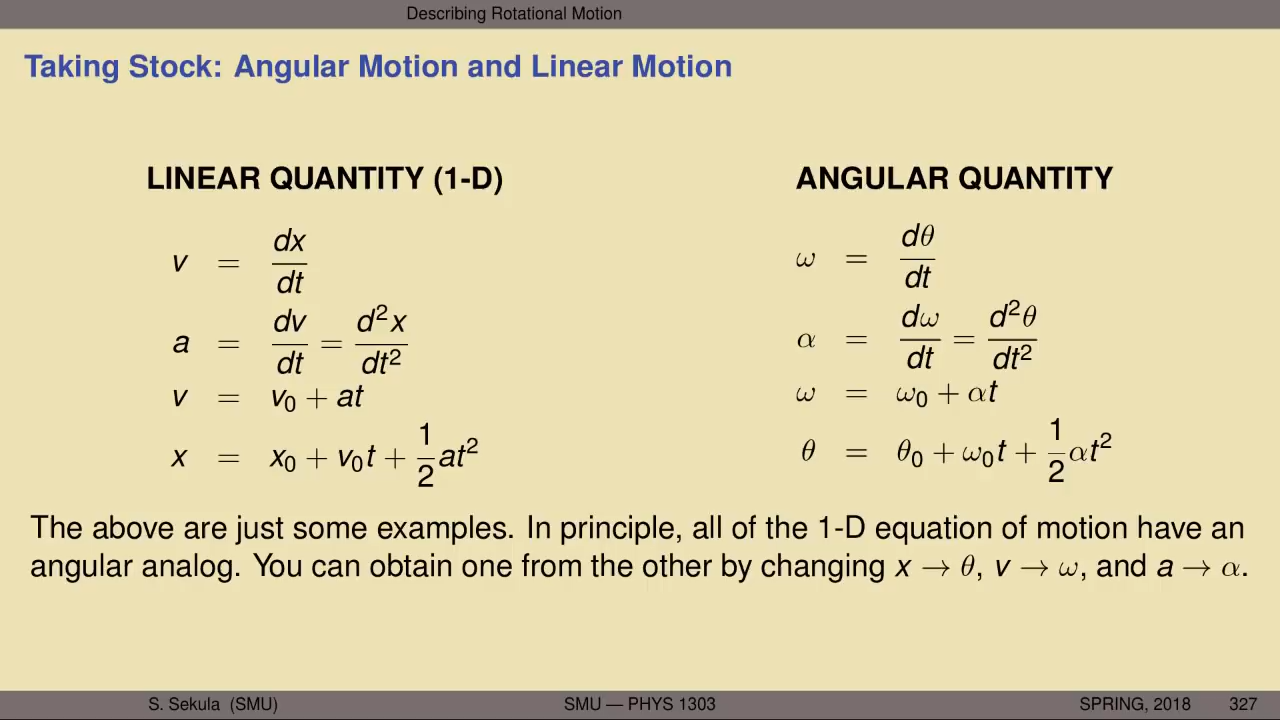 Describing Rotational Motion
Taking Stock: Angular Motion and Linear Motion
LINEAR QUANTITY (1-D)
v = dx/dt
a = dv/dt = d²x/dt²
v = v₀ + at
x = x₀ + v₀t + 1/2 at²
ANGULAR QUANTITY
ω = dθ/dt
α = dω/dt = d²θ/dt²
ω = ω₀ + αt
θ = θ₀ + ω₀t + 1/2 αt²
The above are just some examples. In principle, all of the 1-D equation of motion have an
angular analog. You can obtain one from the other by changing x → θ, v → ω, and a → α.
S. Sekula (SMU) SMU — PHYS 1303 SPRING, 2018 327